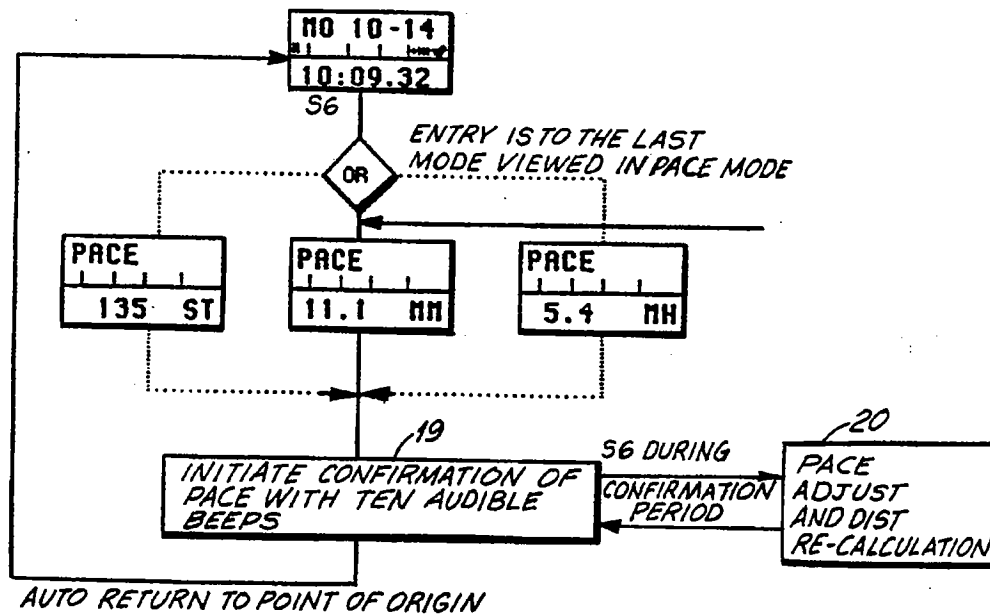 MO 10-14
10:09.32
S6
ENTRY IS TO THE LAST
MODE VIEWED IN PACE MODE
OR
PACE
135 ST
PACE
11.1 MM
PACE
5.4 MH
19
INITIATE CONFIRMATION OF
PACE WITH TEN AUDIBLE
BEEPS
S6 DURING
CONFIRMATION
PERIOD
20
PACE
ADJUST
AND DIST
RE-CALCULATION
AUTO RETURN TO POINT OF ORIGIN